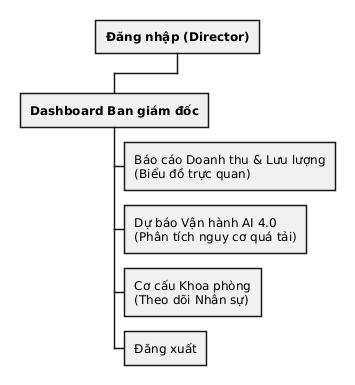 Đăng nhập (Director)
Dashboard Ban giám đốc
Báo cáo Doanh thu & Lưu lượng
(Biểu đồ trực quan)
Dự báo Vận hành AI 4.0
(Phân tích nguy cơ quá tải)
Cơ cấu Khoa phòng
(Theo dõi Nhân sự)
Đăng xuất